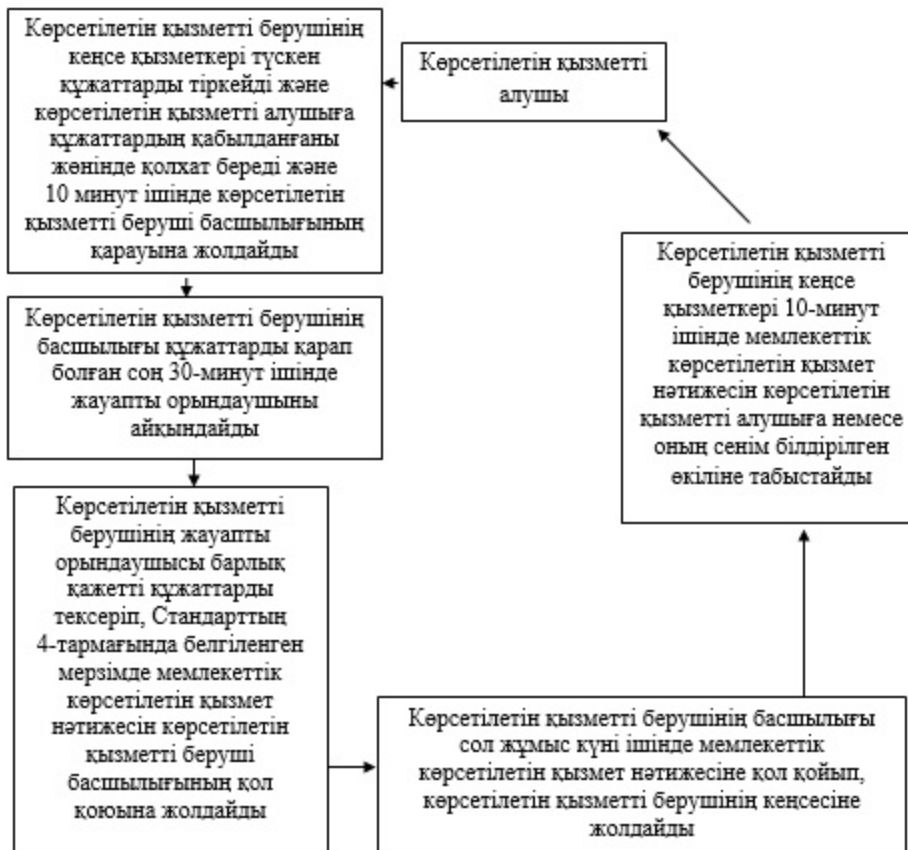 Көрсетілетін қызметті
алушы
Көрсетілетін қызметті берушінің
кеңсе қызметкері түскен
құжаттарды тіркейді және
көрсетілетін қызметті алушыға
құжаттардың қабылданғаны
жөнінде қолхат береді және
10 минут ішінде көрсетілетін
қызметті беруші басшылығының
қарауына жолдайды
Көрсетілетін қызметті берушінің
басшылығы құжаттарды қарап
болған соң 30-минут ішінде
жауапты орындаушыны
айқындайды
Көрсетілетін қызметті
берушінің жауапты
орындаушысы барлық
қажетті құжаттарды
тексеріп, Стандарттың
4-тармағында белгіленген
мерзімде мемлекеттік
көрсетілетін қызмет
нәтижесін көрсетілетін
қызметті беруші
басшылығының қол
қоюына жолдайды
Көрсетілетін қызметті берушінің басшылығы
сол жұмыс күні ішінде мемлекеттік
көрсетілетін қызмет нәтижесіне қол қойып,
көрсетілетін қызметті берушінің кеңсесіне
жолдайды
Көрсетілетін қызметті
берушінің кеңсе
қызметкері 10-минут
ішінде мемлекеттік
көрсетілетін қызмет
нәтижесін көрсетілетін
қызметті алушыға немесе
оның сенім білдірілген
өкіліне табыстайды